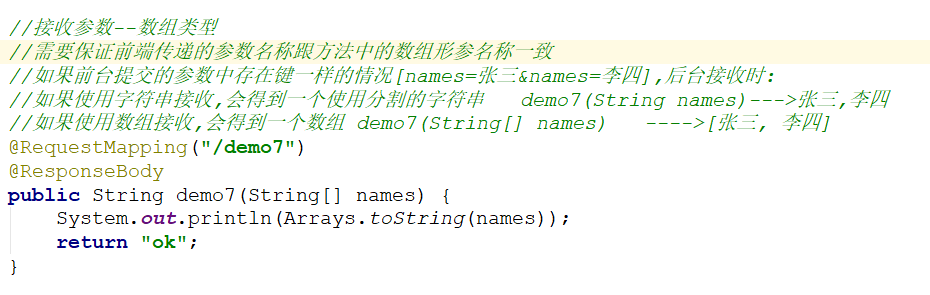 //接收参数--数组类型
//需要保证前端传递的参数名称跟方法中的数组形参名称一致
//如果前台提交的参数中存在键一样的情况[names=张三&names=李四],后台接收时:
//如果使用字符串接收,会得到一个使用分割的字符串   demo7(String names)--->张三,李四
//如果使用数组接收,会得到一个数组 demo7(String[] names)   ---->[张三, 李四]
@RequestMapping("/demo7")
@ResponseBody
public String demo7(String[] names) {
    System.out.println(Arrays.toString(names));
    return "ok";
}